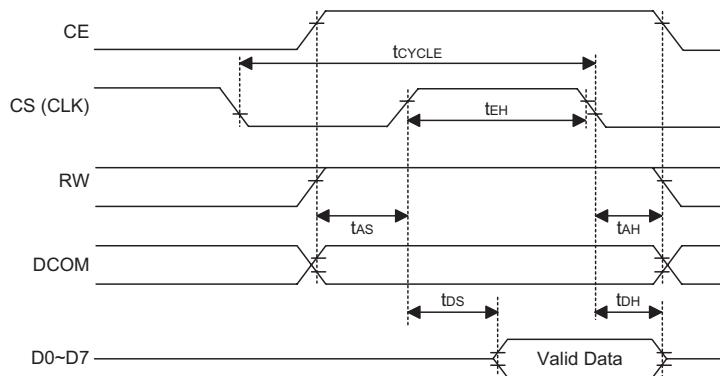 CE
tCYCLE
CS (CLK)
tEH
RW
tAS
tAH
DCOM
tDS
tDH
D0~D7
Valid Data